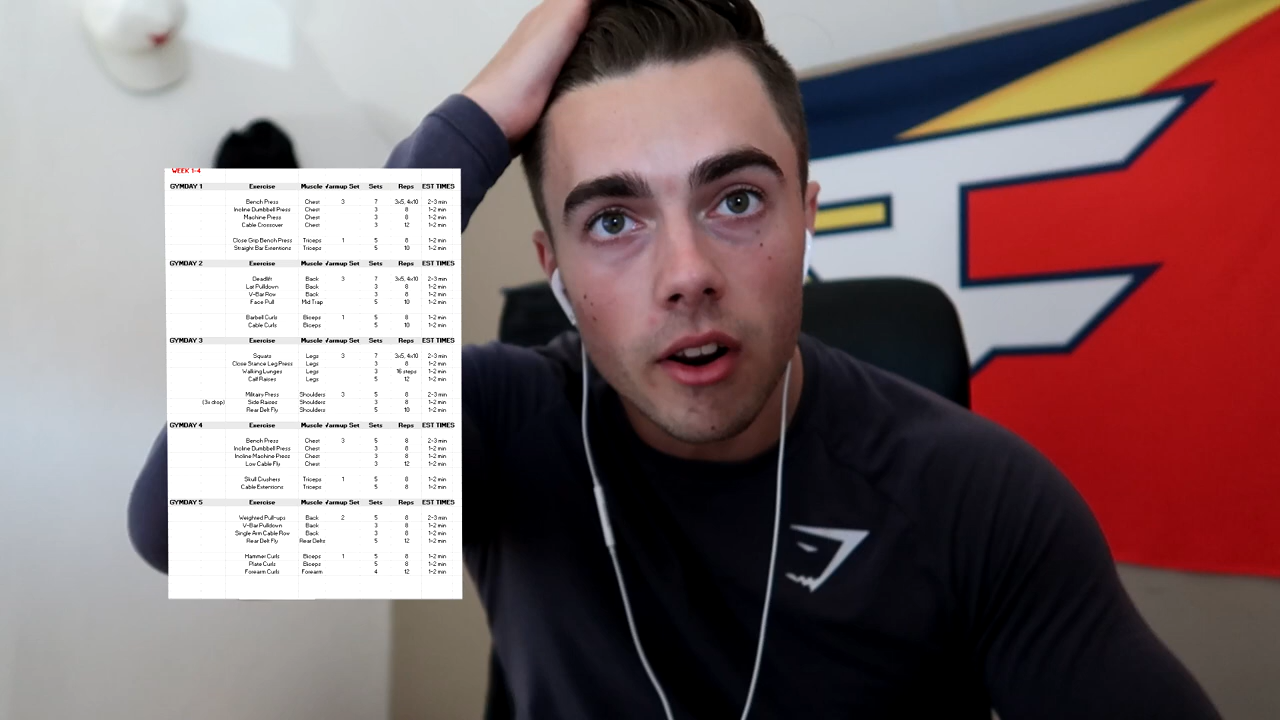 WEEK 1-4
GYMDAY 1 Exercise Muscle Warmup Set Sets Reps EST TIMES
Bench Press Chest 3 7 3x5, 4x10 2-3 min
Incline Dumbbell Press Chest 3 8 1-2 min
Machine Press Chest 3 8 1-2 min
Cable Crossover Chest 3 12 1-2 min
Close Grip Bench Press Triceps 1 5 8 1-2 min
Straight Bar Extentions Triceps 5 10 1-2 min
GYMDAY 2 Exercise Muscle Warmup Set Sets Reps EST TIMES
Deadlift Back 3 7 3x5, 4x10 2-3 min
Lat Pulldown Back 3 8 1-2 min
V-Bar Row Back 3 8 1-2 min
Face Pull Mid Trap 5 10 1-2 min
Barbell Curls Biceps 1 5 8 1-2 min
Cable Curls Biceps 5 10 1-2 min
GYMDAY 3 Exercise Muscle Warmup Set Sets Reps EST TIMES
Squats Legs 3 7 3x5, 4x10 2-3 min
Close Stance Leg Press Legs 3 8 1-2 min
Walking Lunges Legs 3 16 steps 1-2 min
Calf Raises Legs 5 12 1-2 min
Military Press Shoulders 3 5 8 2-3 min
(3x drop) Side Raises Shoulders 3 8 1-2 min
Rear Delt Fly Shoulders 5 10 1-2 min
GYMDAY 4 Exercise Muscle Warmup Set Sets Reps EST TIMES
Bench Press Chest 3 5 8 2-3 min
Incline Dumbbell Press Chest 3 8 1-2 min
Incline Machine Press Chest 3 8 1-2 min
Low Cable Fly Chest 3 12 1-2 min
Skull Crushers Triceps 1 5 8 1-2 min
Cable Extentions Triceps 5 8 1-2 min
GYMDAY 5 Exercise Muscle Warmup Set Sets Reps EST TIMES
Weighted Pull-ups Back 2 5 8 2-3 min
V-Bar Pulldown Back 3 8 1-2 min
Single Arm Cable Row Back 3 8 1-2 min
Rear Delt Fly Rear Delts 5 12 1-2 min
Hammer Curls Biceps 1 5 8 1-2 min
Plate Curls Biceps 5 8 1-2 min
Forearm Curls Forearm 4 12 1-2 min